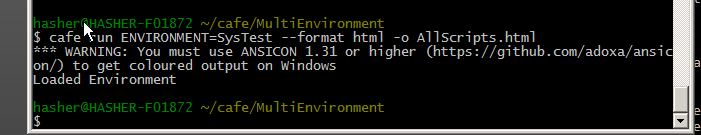 hasher@HASHER-F01872 ~/cafe/MultiEnvironment
$ cafe run ENVIRONMENT=SysTest --format html -o AllScripts.html
*** WARNING: You must use ANSICON 1.31 or higher (https://github.com/adoxa/ansic
on/) to get coloured output on Windows
Loaded Environment
hasher@HASHER-F01872 ~/cafe/MultiEnvironment
$